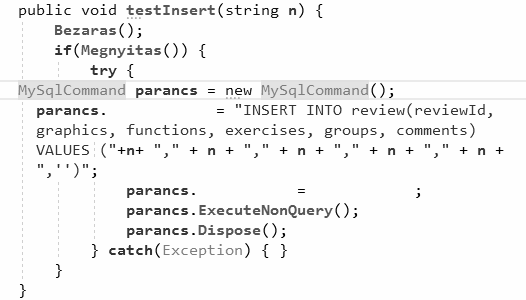 public void testInsert(string n) {
Bezaras();
if(Megnyitas()) {
try {
MySqlCommand parancs = new MySqlCommand();
parancs. = "INSERT INTO review(reviewId,
graphics, functions, exercises, groups, comments)
VALUES ("+n+ "," + n + "," + n + "," + n + "," + n +
",'')";
parancs. = ;
parancs.ExecuteNonQuery();
parancs.Dispose();
} catch(Exception) { }
}
}